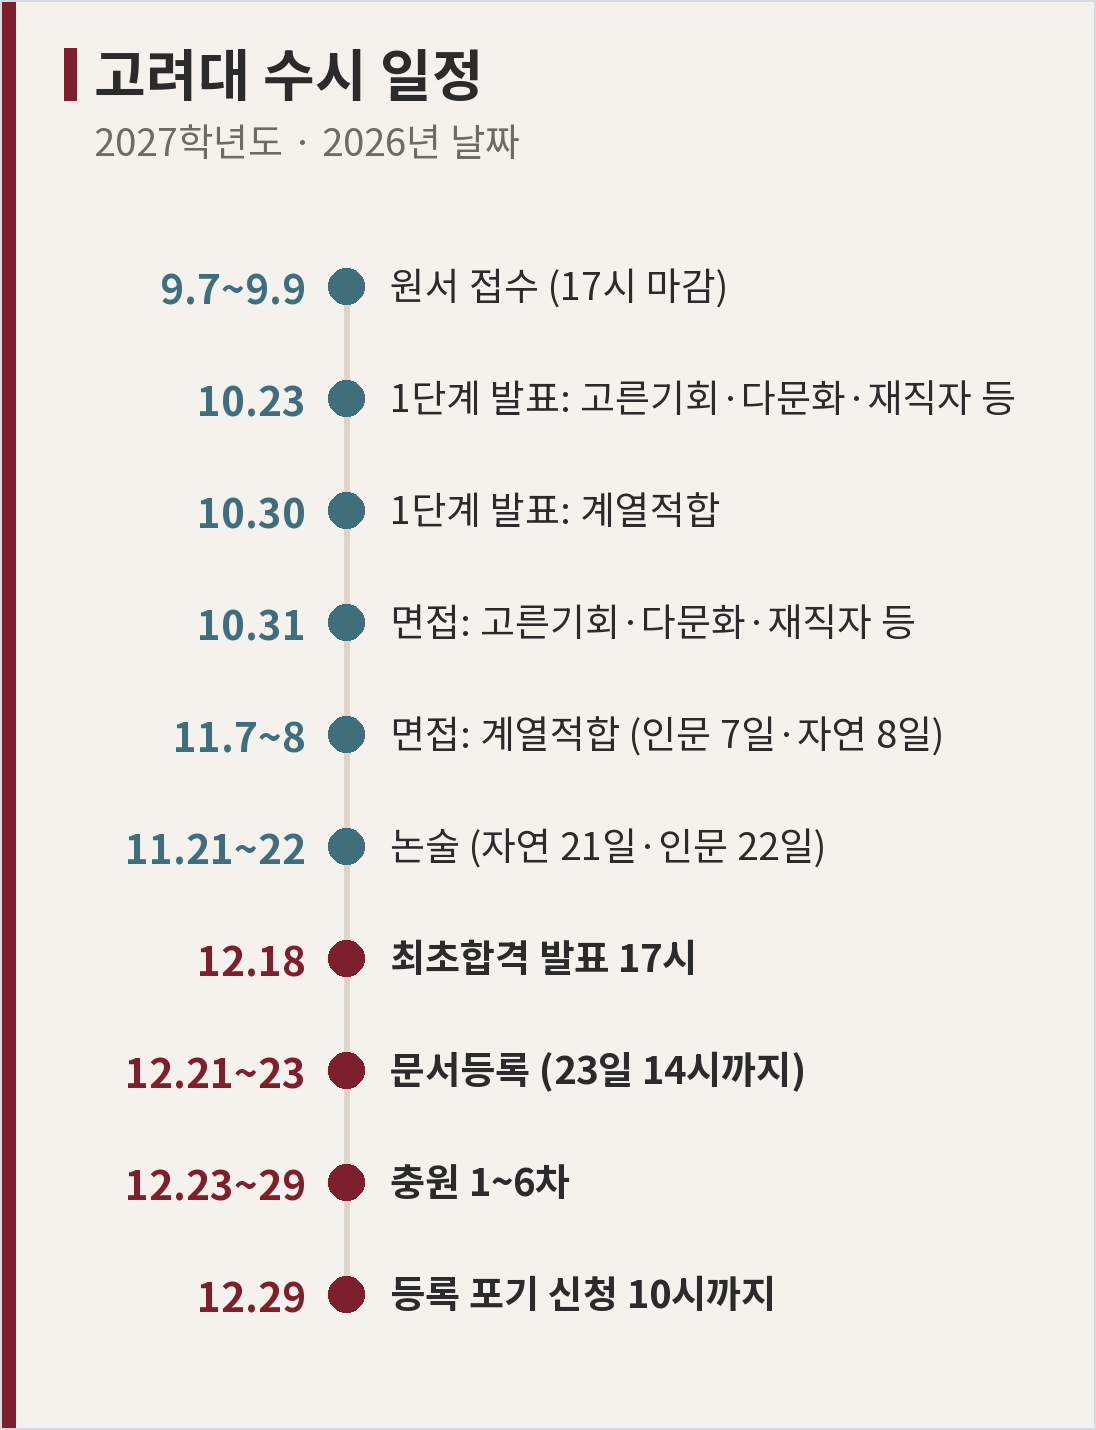 고려대 수시 일정
2027학년도 · 2026년 날짜
9.7~9.9 원서 접수 (17시 마감)
10.23 1단계 발표: 고른기회·다문화·재직자 등
10.30 1단계 발표: 계열적합
10.31 면접: 고른기회·다문화·재직자 등
11.7~8 면접: 계열적합 (인문 7일·자연 8일)
11.21~22 논술 (자연 21일·인문 22일)
12.18 최초합격 발표 17시
12.21~23 문서등록 (23일 14시까지)
12.23~29 충원 1~6차
12.29 등록 포기 신청 10시까지